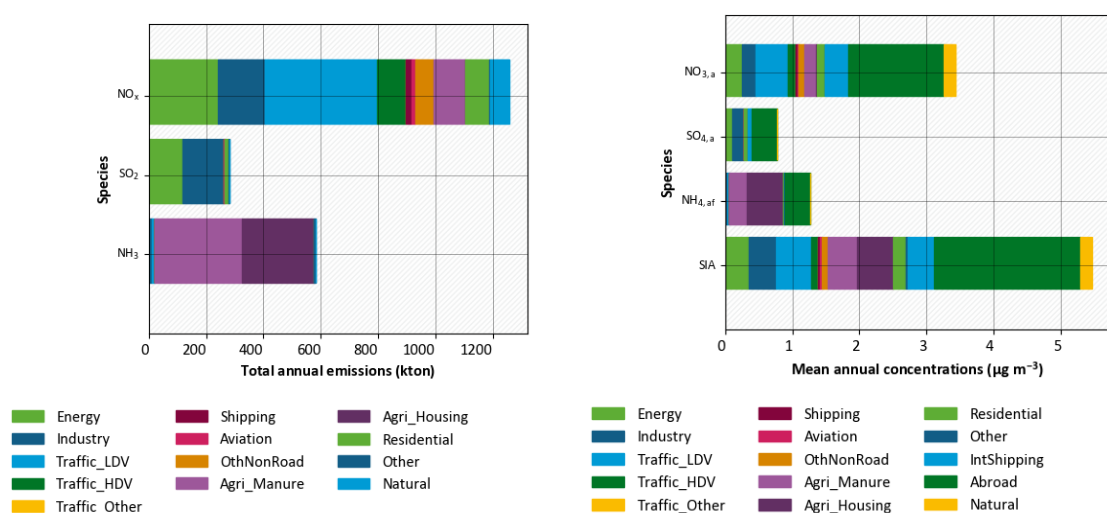 NOx
SO2
NH3
Species
0 200 400 600 800 1000 1200
Total annual emissions (kton)
Energy
Industry
Traffic_LDV
Traffic_HDV
Traffic_Other
Shipping
Aviation
OthNonRoad
Agri_Manure
Agri_Housing
Residential
Other
Natural
NO3,a
SO4,a
NH4,af
SIA
Species
0 1 2 3 4 5
Mean annual concentrations (µg m−3)
Energy
Industry
Traffic_LDV
Traffic_HDV
Traffic_Other
Shipping
Aviation
OthNonRoad
Agri_Manure
Agri_Housing
Residential
Other
IntShipping
Abroad
Natural